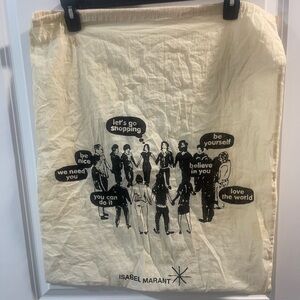 let's go
shopping
be
yourself
be
nice
we need
you
believe
in you
you can
do it
love
the world
ISABEL MARANT